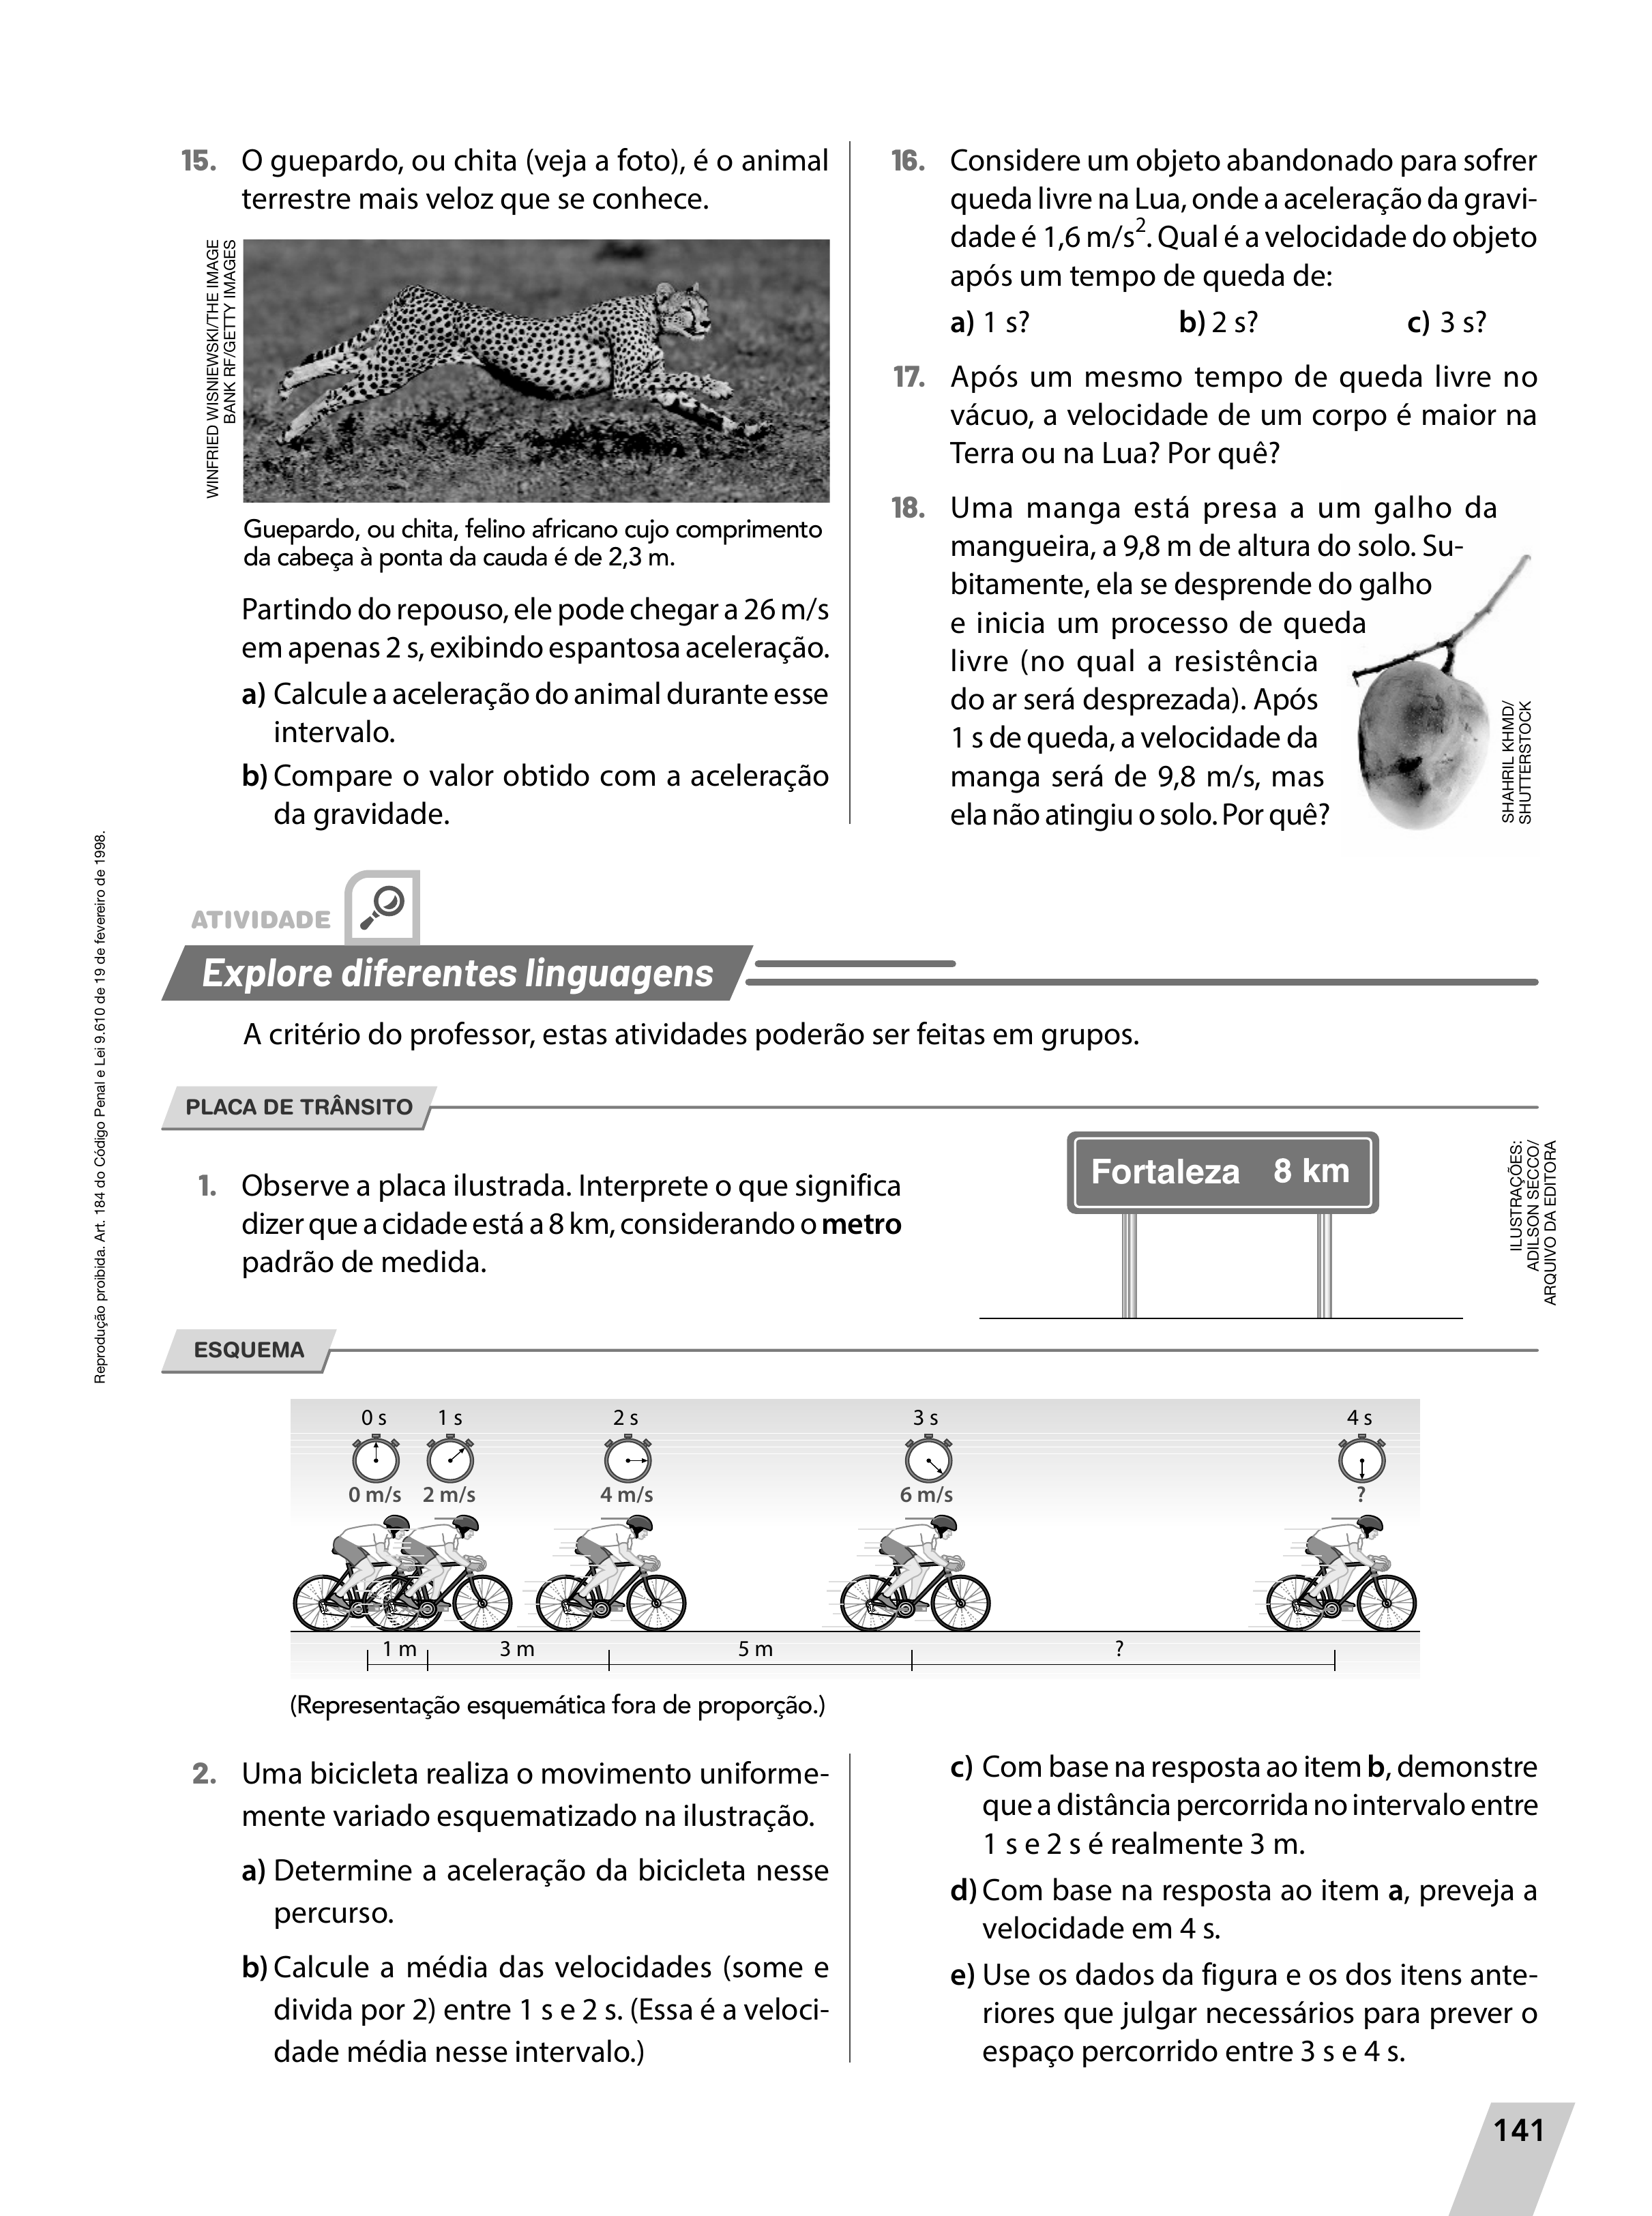 15. O guepardo, ou chita (veja a foto), é o animal
terrestre mais veloz que se conhece.
WINFRIED WISNIEWSKI/THE IMAGE
BANK RF/GETTY IMAGES
Guepardo, ou chita, felino africano cujo comprimento
da cabeça à ponta da cauda é de 2,3 m.
Partindo do repouso, ele pode chegar a 26 m/s
em apenas 2 s, exibindo espantosa aceleração.
a) Calcule a aceleração do animal durante esse
intervalo.
b) Compare o valor obtido com a aceleração
da gravidade.
16. Considere um objeto abandonado para sofrer
queda livre na Lua, onde a aceleração da gravi-
dade é 1,6 m/s². Qual é a velocidade do objeto
após um tempo de queda de:
a) 1 s? b) 2 s? c) 3 s?
17. Após um mesmo tempo de queda livre no
vácuo, a velocidade de um corpo é maior na
Terra ou na Lua? Por quê?
18. Uma manga está presa a um galho da
mangueira, a 9,8 m de altura do solo. Su-
bitamente, ela se desprende do galho
e inicia um processo de queda
livre (no qual a resistência
do ar será desprezada). Após
1 s de queda, a velocidade da
manga será de 9,8 m/s, mas
ela não atingiu o solo. Por quê?
SHAHRIL KHMD/
SHUTTERSTOCK
Reprodução proibida. Art. 184 do Código Penal e Lei 9.610 de 19 de fevereiro de 1998.
ATIVIDADE
Explore diferentes linguagens
A critério do professor, estas atividades poderão ser feitas em grupos.
PLACA DE TRÂNSITO
1. Observe a placa ilustrada. Interprete o que significa
dizer que a cidade está a 8 km, considerando o metro
padrão de medida.
Fortaleza 8 km
ILUSTRAÇÕES:
ADILSON SECCO/
ARQUIVO DA EDITORA
ESQUEMA
0 s 1 s 2 s 3 s 4 s
0 m/s 2 m/s 4 m/s 6 m/s ?
1 m 3 m 5 m ?
(Representação esquemática fora de proporção.)
2. Uma bicicleta realiza o movimento uniforme-
mente variado esquematizado na ilustração.
a) Determine a aceleração da bicicleta nesse
percurso.
b) Calcule a média das velocidades (some e
divida por 2) entre 1 s e 2 s. (Essa é a veloci-
dade média nesse intervalo.)
c) Com base na resposta ao item b, demonstre
que a distância percorrida no intervalo entre
1 s e 2 s é realmente 3 m.
d) Com base na resposta ao item a, preveja a
velocidade em 4 s.
e) Use os dados da figura e os dos itens ante-
riores que julgar necessários para prever o
espaço percorrido entre 3 s e 4 s.
141